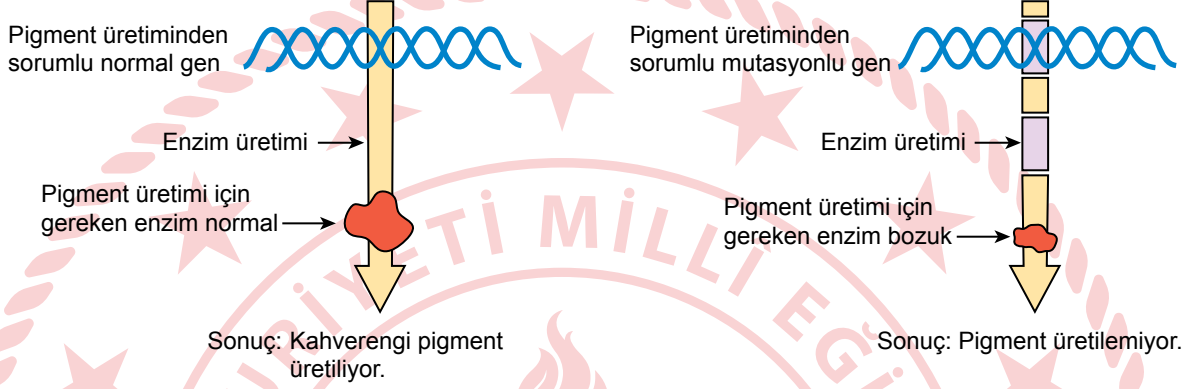 Pigment üretiminden
sorumlu normal gen
Enzim üretimi
Pigment üretimi için
gereken enzim normal
Sonuç: Kahverengi pigment
üretiliyor.
Pigment üretiminden
sorumlu mutasyonlu gen
Enzim üretimi
Pigment üretimi için
gereken enzim bozuk
Sonuç: Pigment üretilemiyor.